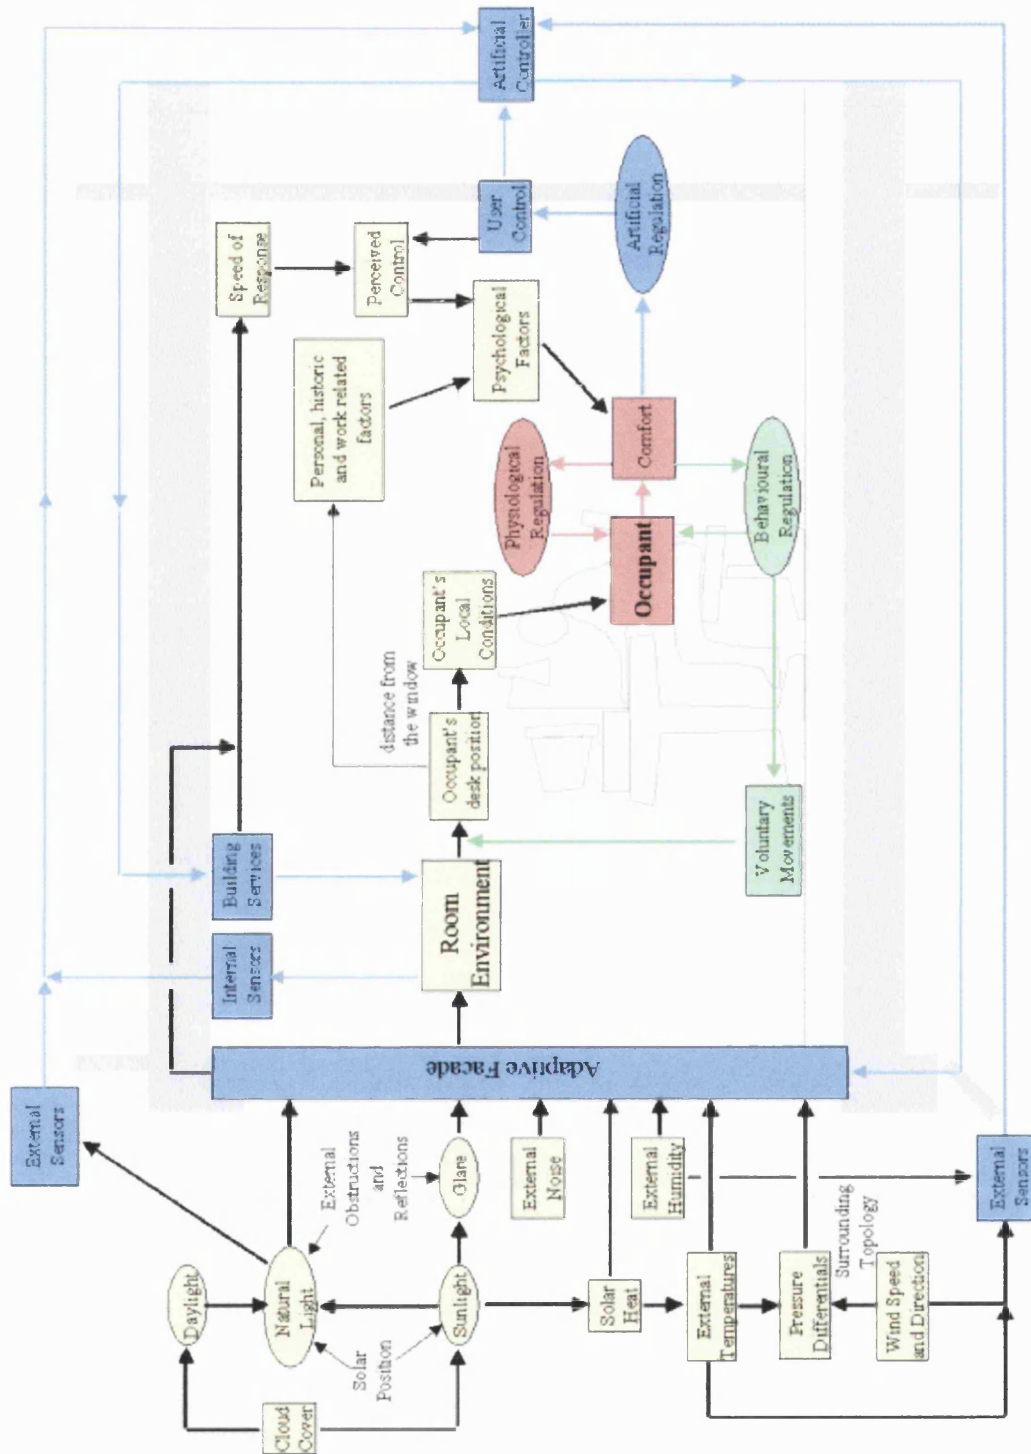 Cloud
Cover
Daylight
Natural
Light
Solar
Position
Sunlight
External
Obstructions
and
Reflections
Glare
External
Sensors
External
Noise
Solar
Heat
External
Humidity
External
Temperatures
Pressure
Differentials
Surrounding
Topology
Wind Speed
and Direction
External
Sensors
Adaptive Facade
Internal
Sensors
Building
Services
Room
Environment
Occupant's
desk position
distance from
the window
Occupant's
Local
Conditions
Voluntary
Movements
Personal, historic
and work related
factors
Speed of
Response
Perceived
Control
Psychological
Factors
Physiological
Regulation
Occupant
Comfort
Behavioural
Regulation
User
Control
Artificial
Regulation
Artificial
Controller